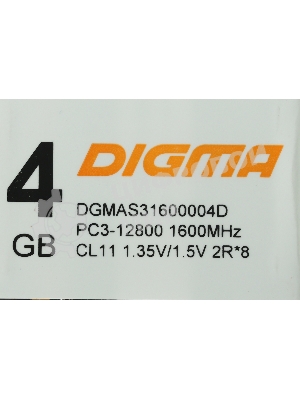 4
GB
DIGMA
DGMAS31600004D
PC3-12800 1600MHz
CL11 1.35V/1.5V 2R*8